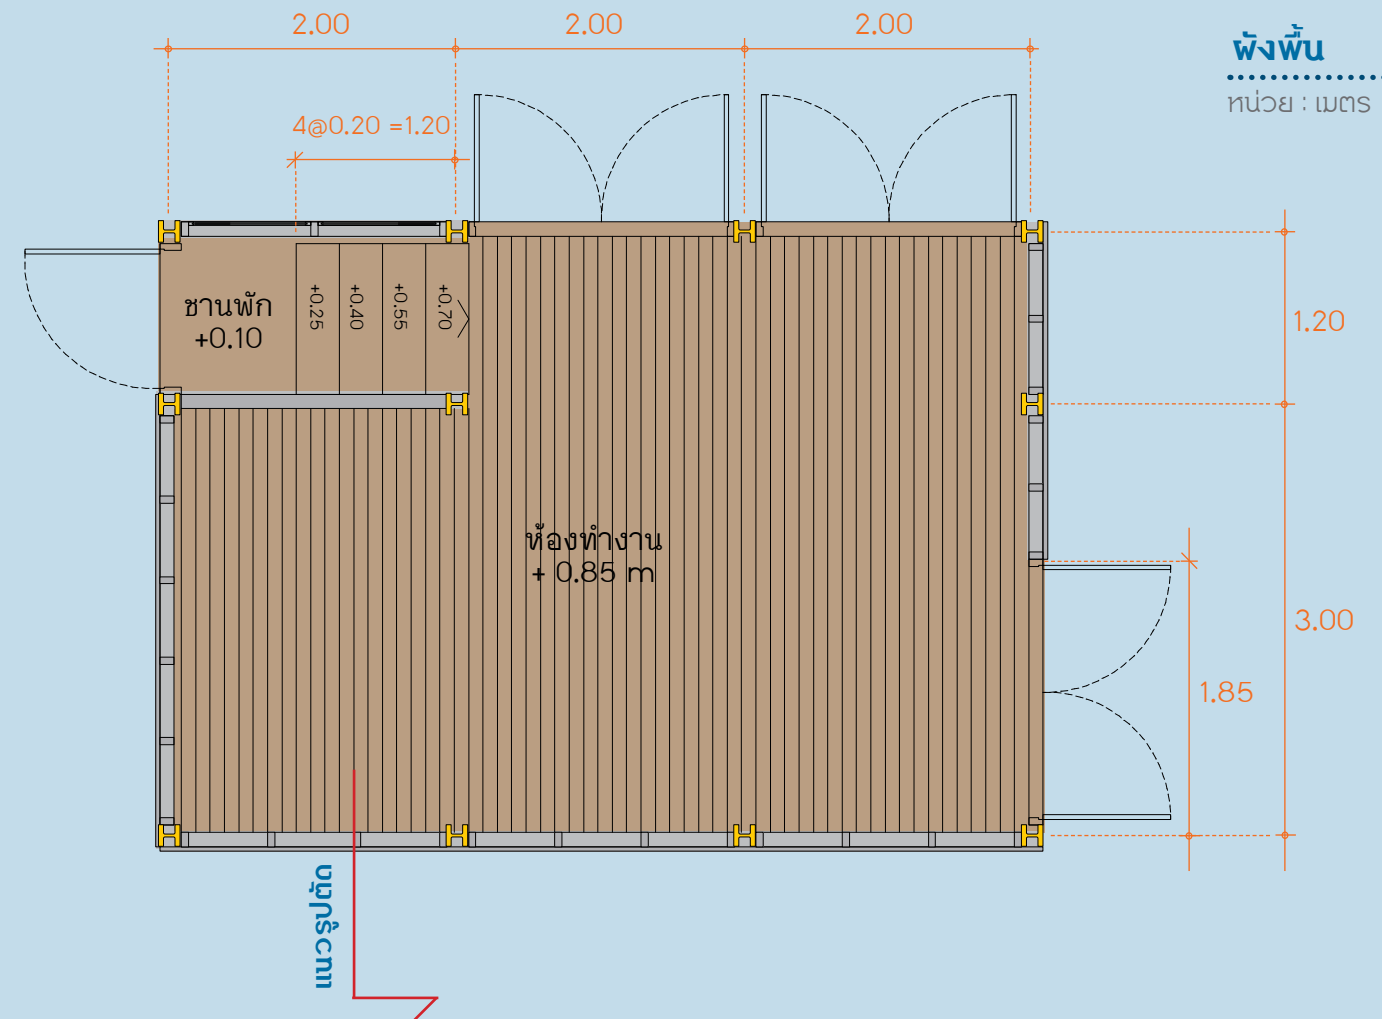 ผังพื้น
หน่วย : เมตร
2.00
2.00
2.00
4@0.20 =1.20
ชานพัก
+0.10
+0.25
+0.40
+0.55
+0.70
1.20
ห้องทำงาน
+ 0.85 m
3.00
1.85
แนวรูปตัด